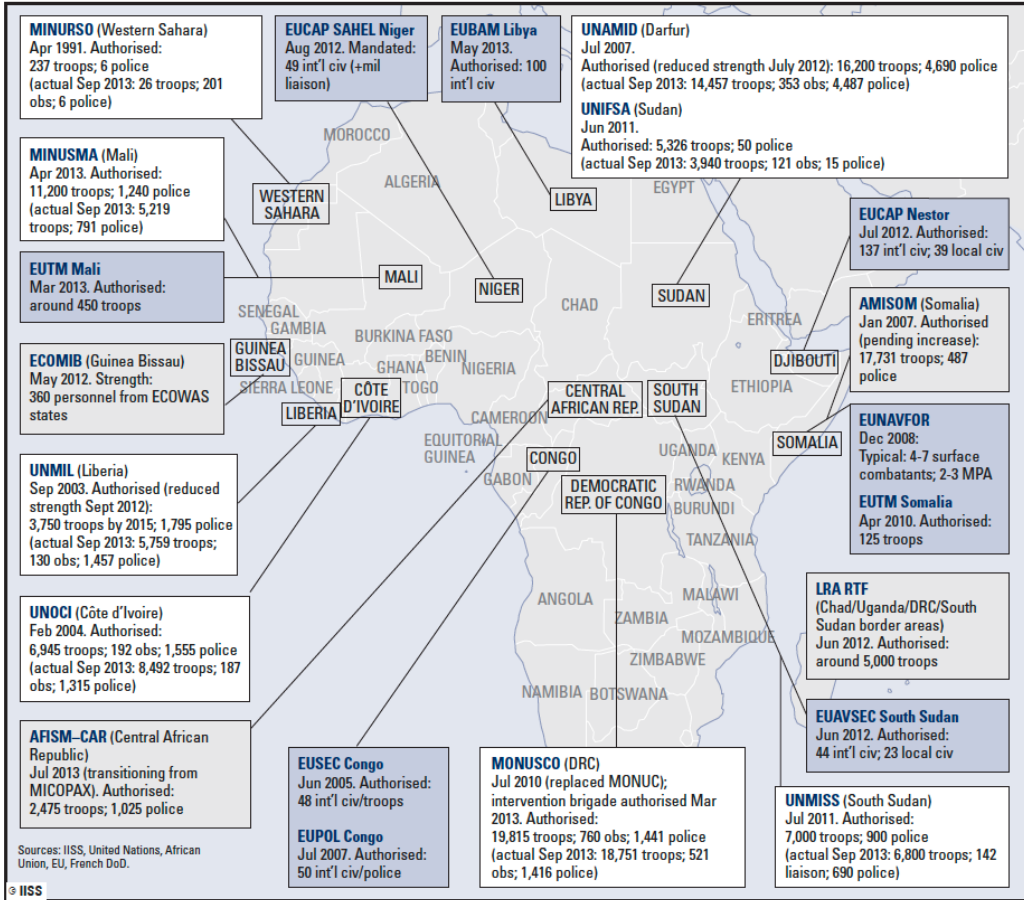 MINURSO (Western Sahara)
Apr 1991. Authorised:
237 troops; 6 police
(actual Sep 2013: 26 troops; 201
obs; 6 police)
EUCAP SAHEL Niger
Aug 2012. Mandated:
49 int'l civ (+mil
liaison)
EUBAM Libya
May 2013.
Authorised: 100
int'l civ
UNAMID (Darfur)
Jul 2007.
Authorised (reduced strength July 2012): 16,200 troops; 4,690 police
(actual Sep 2013: 14,457 troops; 353 obs; 4,487 police)
UNIFSA (Sudan)
Jun 2011.
Authorised: 5,326 troops; 50 police
(actual Sep 2013: 3,940 troops; 121 obs; 15 police)
MINUSMA (Mali)
Apr 2013. Authorised:
11,200 troops; 1,240 police
(actual Sep 2013: 5,219
troops; 791 police)
EUTM Mali
Mar 2013. Authorised:
around 450 troops
ECOMIB (Guinea Bissau)
May 2012. Strength:
360 personnel from ECOWAS
states
UNMIL (Liberia)
Sep 2003. Authorised (reduced
strength Sept 2012):
3,750 troops by 2015; 1,795 police
(actual Sep 2013: 5,759 troops;
130 obs; 1,457 police)
UNOCI (Côte d'Ivoire)
Feb 2004. Authorised:
6,945 troops; 192 obs; 1,555 police
(actual Sep 2013: 8,492 troops; 187
obs; 1,315 police)
AFISM–CAR (Central African
Republic)
Jul 2013 (transitioning from
MICOPAX). Authorised:
2,475 troops; 1,025 police
MOROCCO
ALGERIA
WESTERN
SAHARA
LIBYA
EGYPT
MALI
NIGER
CHAD
SUDAN
ERITREA
DJIBOUTI
SENEGAL
GAMBIA
BURKINA FASO
GUINEA
BISSAU
GUINEA
BENIN
GHANA
NIGERIA
SIERRA LEONE
TOGO
CÔTE
D'IVOIRE
LIBERIA
CENTRAL
AFRICAN REP.
SOUTH
SUDAN
ETHIOPIA
CAMEROON
EQUITORIAL
GUINEA
CONGO
GABON
UGANDA
KENYA
SOMALIA
DEMOCRATIC
REP. OF CONGO
RWANDA
BURUNDI
TANZANIA
ANGOLA
MALAWI
ZAMBIA
MOZAMBIQUE
ZIMBABWE
NAMIBIA
BOTSWANA
EUCAP Nestor
Jul 2012. Authorised:
137 int'l civ; 39 local civ
AMISOM (Somalia)
Jan 2007. Authorised
(pending increase):
17,731 troops; 487
police
EUNAVFOR
Dec 2008:
Typical: 4-7 surface
combatants; 2-3 MPA
EUTM Somalia
Apr 2010. Authorised:
125 troops
LRA RTF
(Chad/Uganda/DRC/South
Sudan border areas)
Jun 2012. Authorised:
around 5,000 troops
EUAVSEC South Sudan
Jun 2012. Authorised:
44 int'l civ; 23 local civ
UNMISS (South Sudan)
Jul 2011. Authorised:
7,000 troops; 900 police
(actual Sep 2013: 6,800 troops; 142
liaison; 690 police)
EUSEC Congo
Jun 2005. Authorised:
48 int'l civ/troops
EUPOL Congo
Jul 2007. Authorised:
50 int'l civ/police
MONUSCO (DRC)
Jul 2010 (replaced MONUC);
intervention brigade authorised Mar
2013. Authorised:
19,815 troops; 760 obs; 1,441 police
(actual Sep 2013: 18,751 troops; 521
obs; 1,416 police)
Sources: IISS, United Nations, African
Union, EU, French DoD.
© IISS